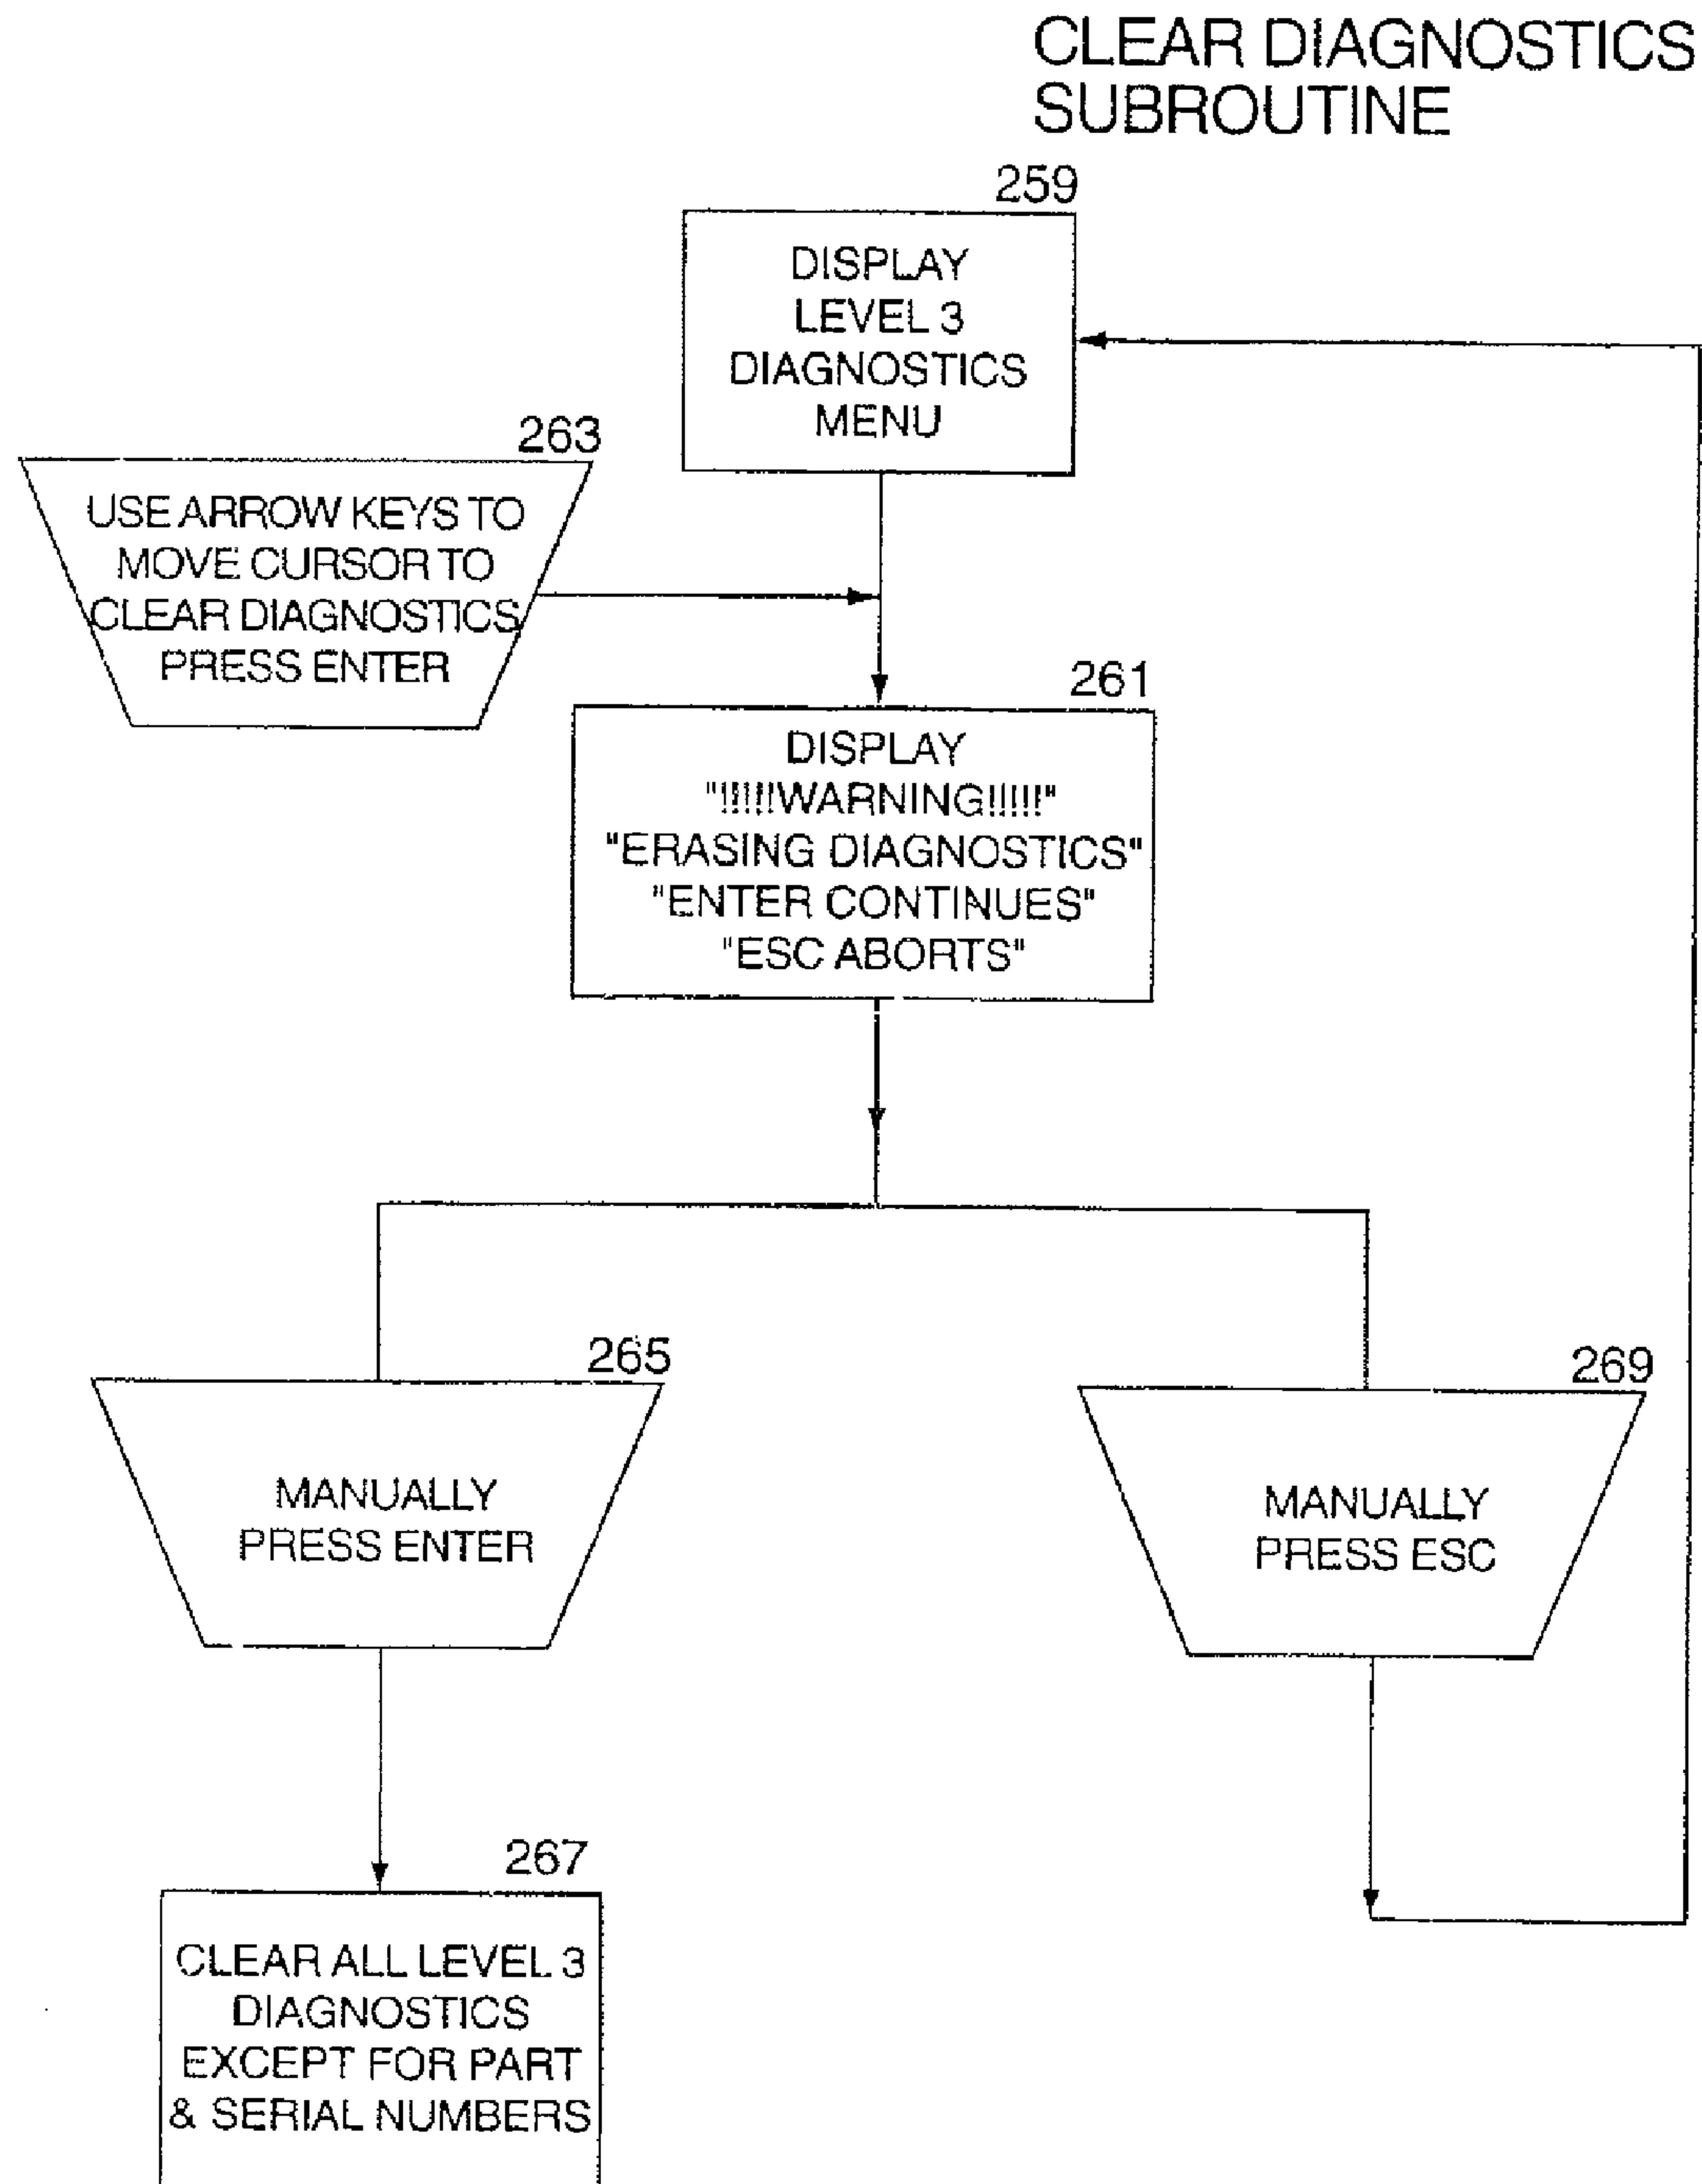 CLEAR DIAGNOSTICS
SUBROUTINE
259
DISPLAY
LEVEL 3
DIAGNOSTICS
MENU
263
USE ARROW KEYS TO
MOVE CURSOR TO
CLEAR DIAGNOSTICS
PRESS ENTER
261
DISPLAY
"!!!!!WARNING!!!!!"
"ERASING DIAGNOSTICS"
"ENTER CONTINUES"
"ESC ABORTS"
265
MANUALLY
PRESS ENTER
269
MANUALLY
PRESS ESC
267
CLEAR ALL LEVEL 3
DIAGNOSTICS
EXCEPT FOR PART
& SERIAL NUMBERS